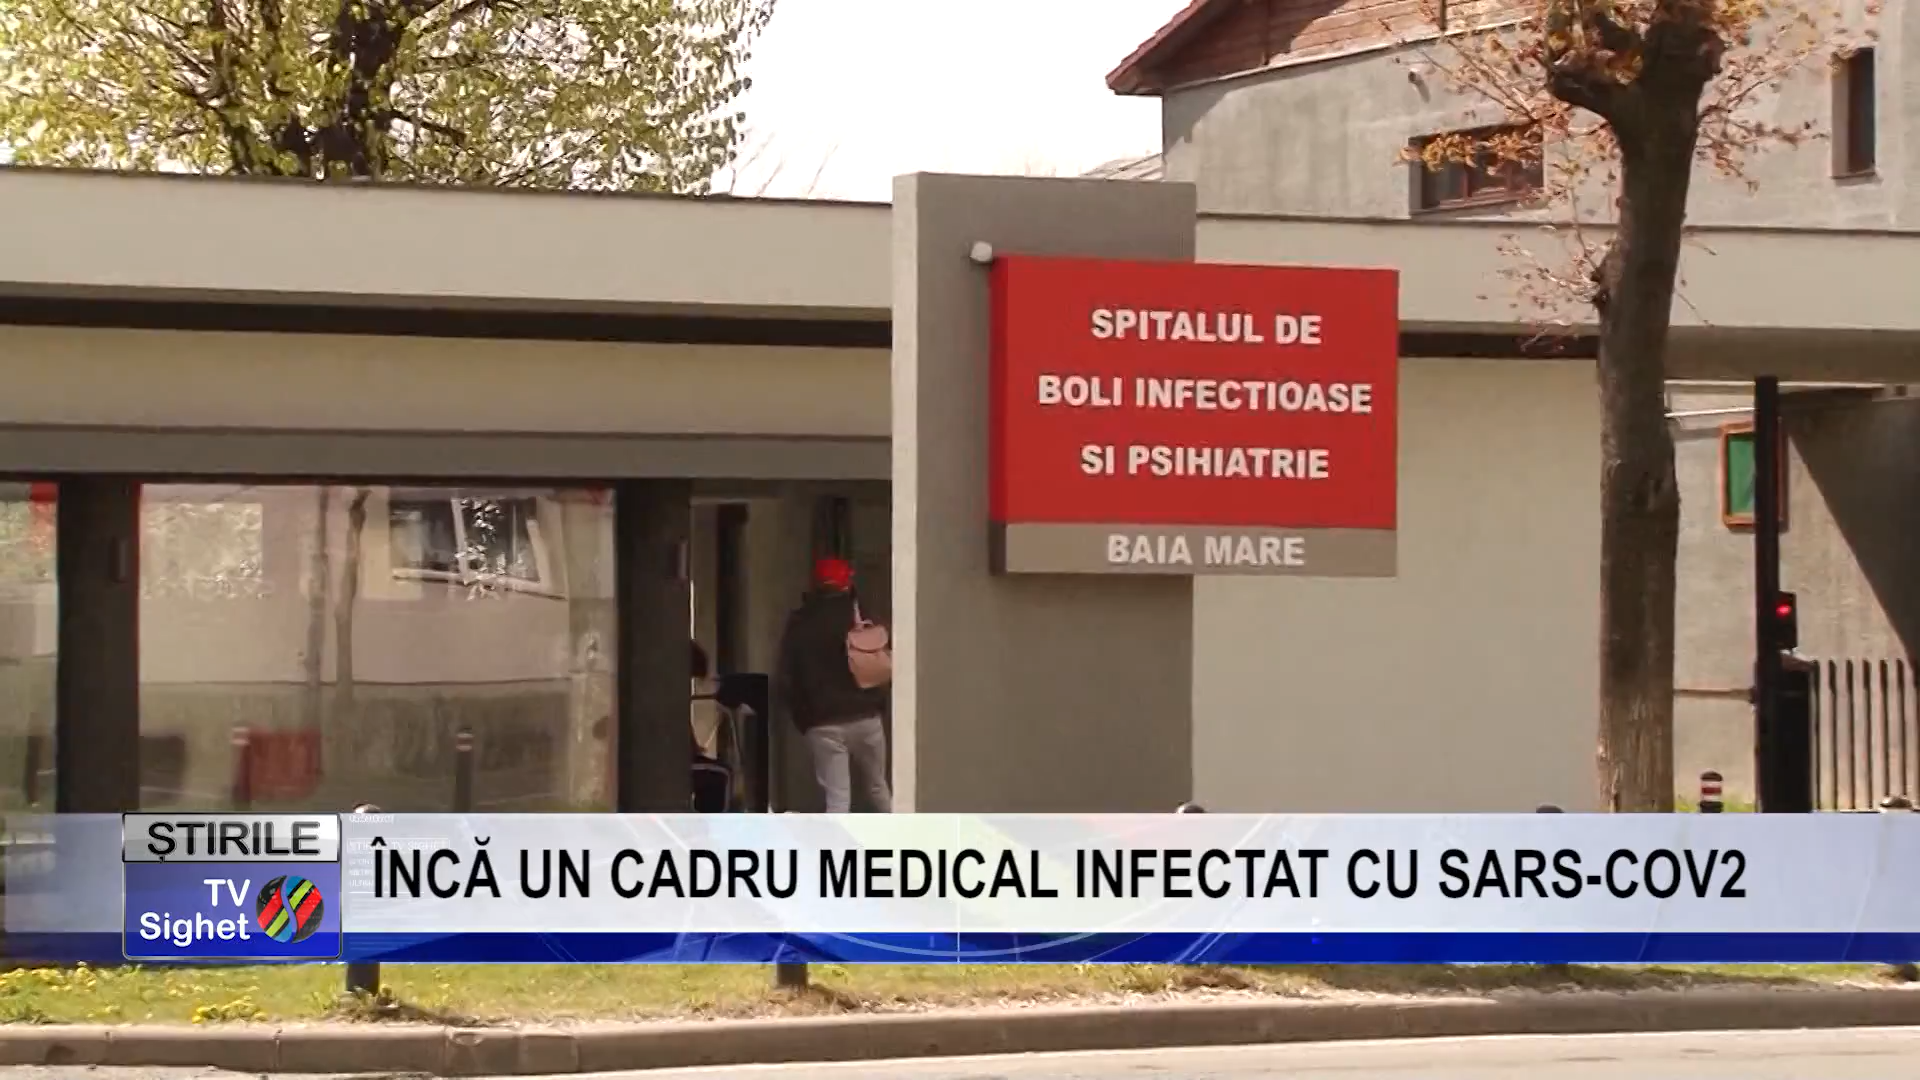 SPITALUL DE
BOLI INFECTIOASE
SI PSIHIATRIE
BAIA MARE
ȘTIRILE
TV
Sighet
ÎNCĂ UN CADRU MEDICAL INFECTAT CU SARS-COV2